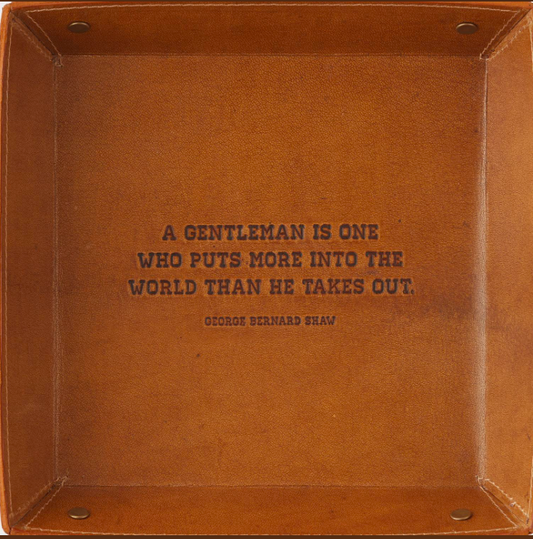 A GENTLEMAN IS ONE
WHO PUTS MORE INTO THE
WORLD THAN HE TAKES OUT.
GEORGE BERNARD SHAW